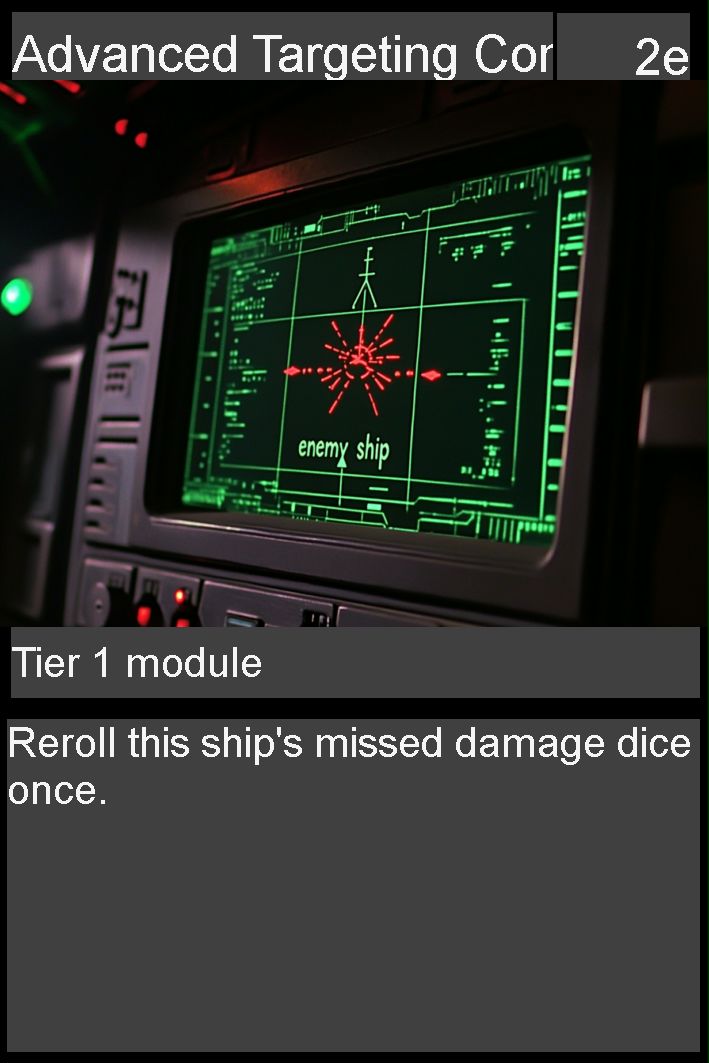 Advanced Targeting Cor
2e
enemy ship
Tier 1 module
Reroll this ship's missed damage dice
once.